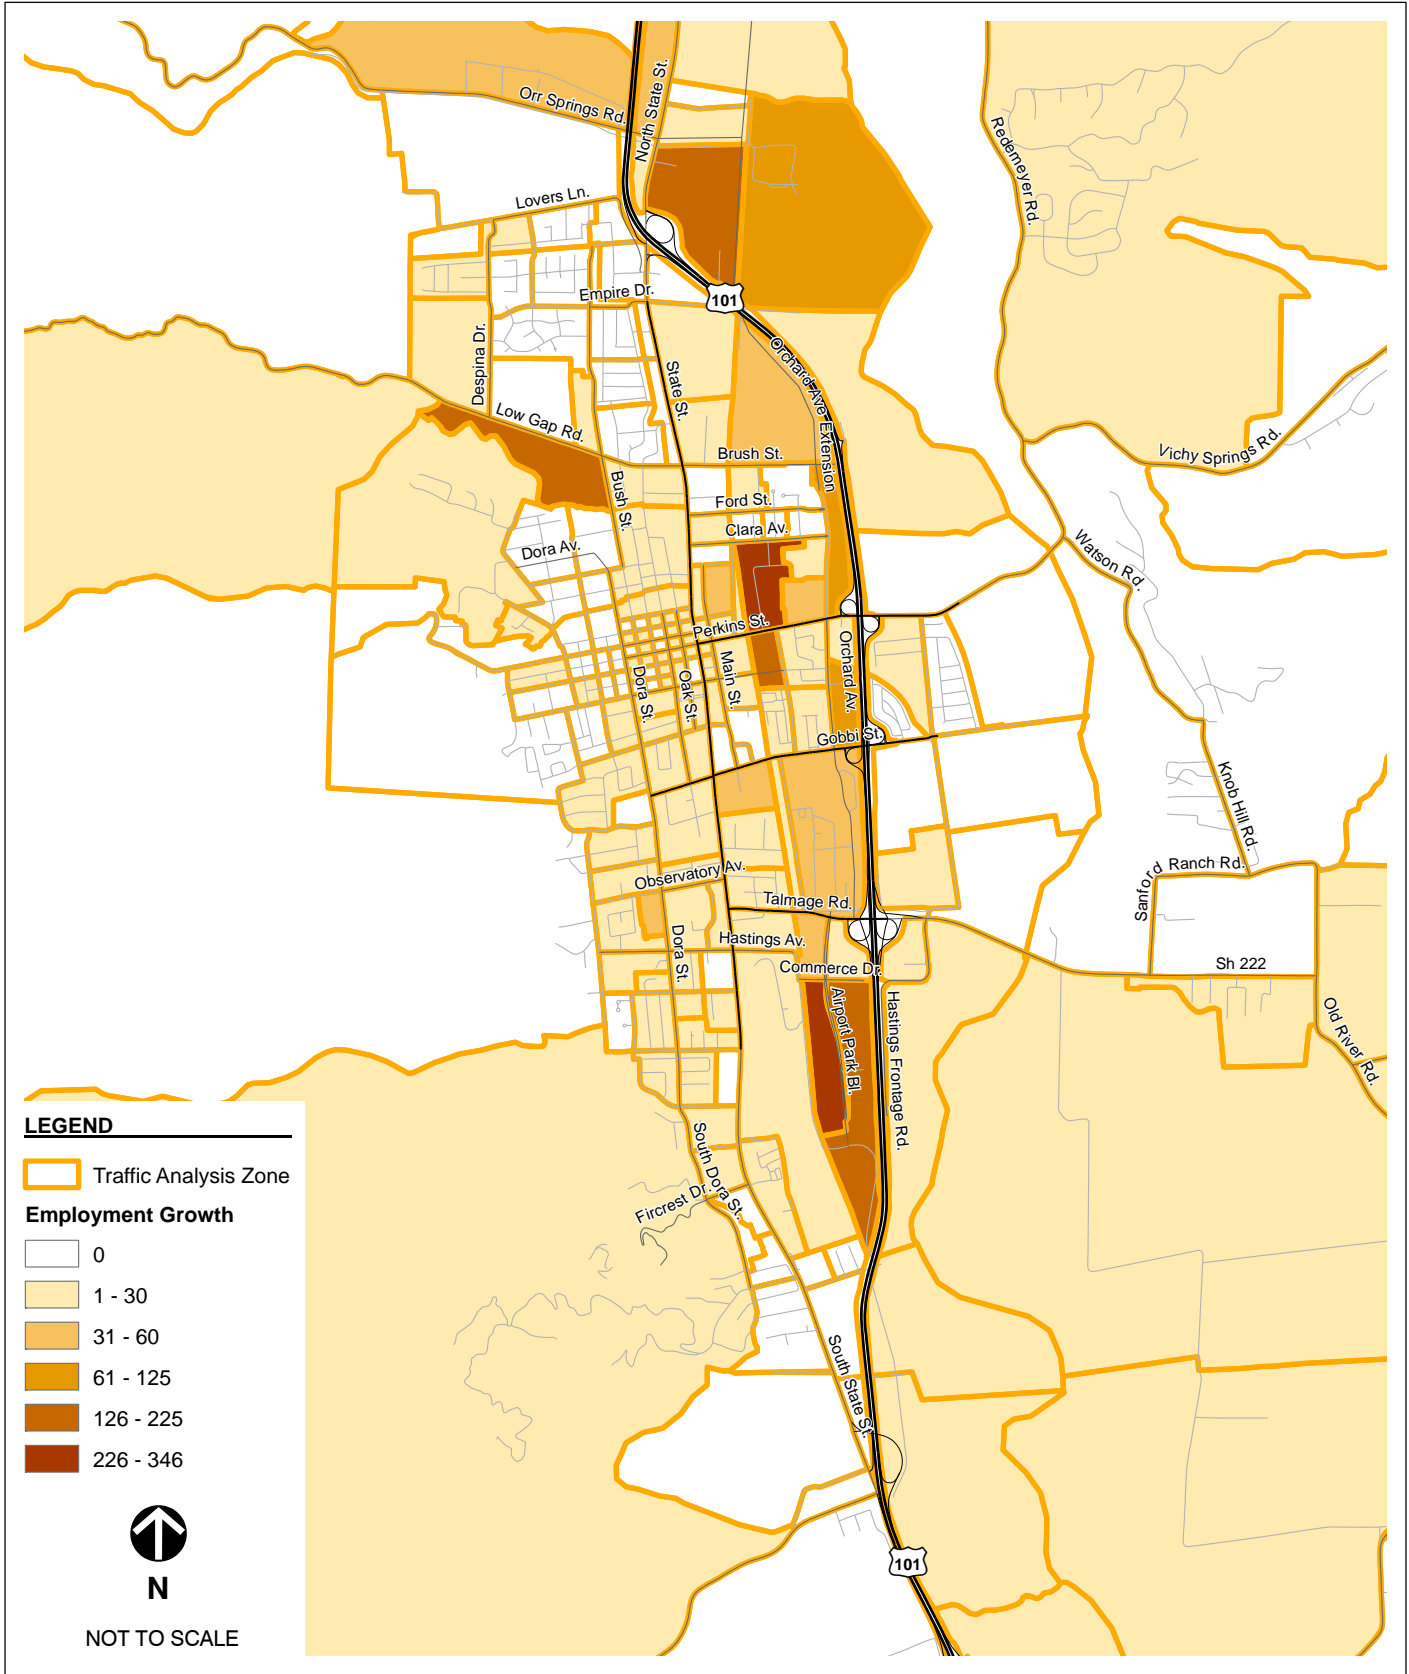 Orr Springs Rd.
North State St.
Redemeyer Rd.
Lovers Ln.
Empire Dr.
101
Despina Dr.
State St.
Orchard Ave Extension
Low Gap Rd.
Brush St.
Vichy Springs Rd.
Bush St.
Ford St.
Clara Av.
Dora Av.
Watson Rd.
Perkins St.
Main St.
Orchard Av.
Dora St.
Oak St.
Gobbi St.
Knob Hill Rd.
Observatory Av.
Sanford Ranch Rd.
Talmage Rd.
Dora St.
Hastings Av.
Commerce Dr.
Sh 222
Airport Park Bl.
Hastings Frontage Rd.
Old River Rd.
South Dora St.
Fircrest Dr.
South State St.
101
LEGEND
Traffic Analysis Zone
Employment Growth
0
1 - 30
31 - 60
61 - 125
126 - 225
226 - 346
N
NOT TO SCALE